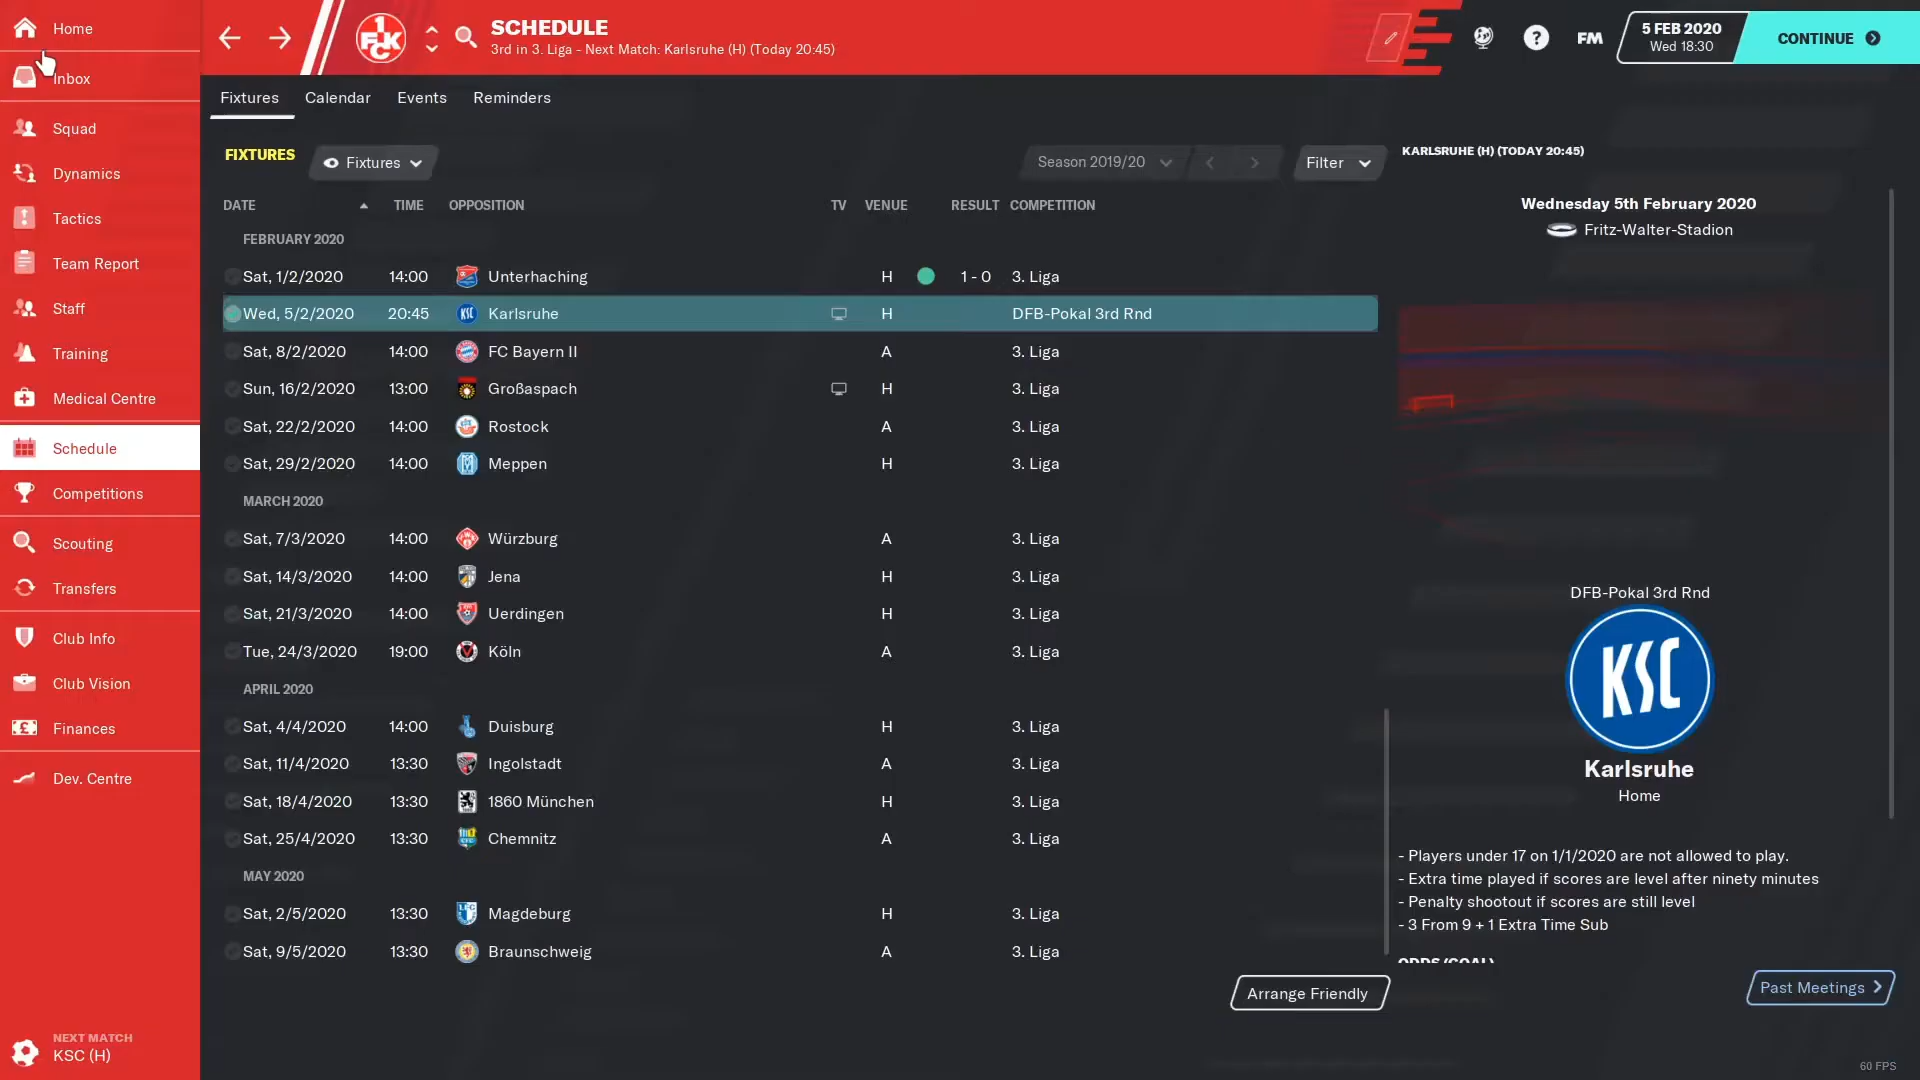 Home
Inbox
Squad
Dynamics
Tactics
Team Report
Staff
Training
Medical Centre
Schedule
Competitions
Scouting
Transfers
Club Info
Club Vision
Finances
Dev. Centre
NEXT MATCH
KSC (H)
1
FCK
SCHEDULE
3rd in 3. Liga - Next Match: Karlsruhe (H) (Today 20:45)
FM
5 FEB 2020
Wed 18:30
CONTINUE
Fixtures Calendar Events Reminders
FIXTURES Fixtures Season 2019/20 Filter
DATE TIME OPPOSITION TV VENUE RESULT COMPETITION
FEBRUARY 2020
Sat, 1/2/2020 14:00 Unterhaching H 1 - 0 3. Liga
Wed, 5/2/2020 20:45 KSC Karlsruhe H DFB-Pokal 3rd Rnd
Sat, 8/2/2020 14:00 FC Bayern II A 3. Liga
Sun, 16/2/2020 13:00 Großaspach H 3. Liga
Sat, 22/2/2020 14:00 Rostock A 3. Liga
Sat, 29/2/2020 14:00 Meppen H 3. Liga
MARCH 2020
Sat, 7/3/2020 14:00 Würzburg A 3. Liga
Sat, 14/3/2020 14:00 Jena H 3. Liga
Sat, 21/3/2020 14:00 Uerdingen H 3. Liga
Tue, 24/3/2020 19:00 Köln A 3. Liga
APRIL 2020
Sat, 4/4/2020 14:00 Duisburg H 3. Liga
Sat, 11/4/2020 13:30 Ingolstadt A 3. Liga
Sat, 18/4/2020 13:30 1860 München H 3. Liga
Sat, 25/4/2020 13:30 Chemnitz A 3. Liga
MAY 2020
Sat, 2/5/2020 13:30 Magdeburg H 3. Liga
Sat, 9/5/2020 13:30 Braunschweig A 3. Liga
Arrange Friendly
KARLSRUHE (H) (TODAY 20:45)
Wednesday 5th February 2020
Fritz-Walter-Stadion
DFB-Pokal 3rd Rnd
KSC
Karlsruhe
Home
- Players under 17 on 1/1/2020 are not allowed to play.
- Extra time played if scores are level after ninety minutes
- Penalty shootout if scores are still level
- 3 From 9 + 1 Extra Time Sub
ODDS (GOAL)
Past Meetings
60 FPS